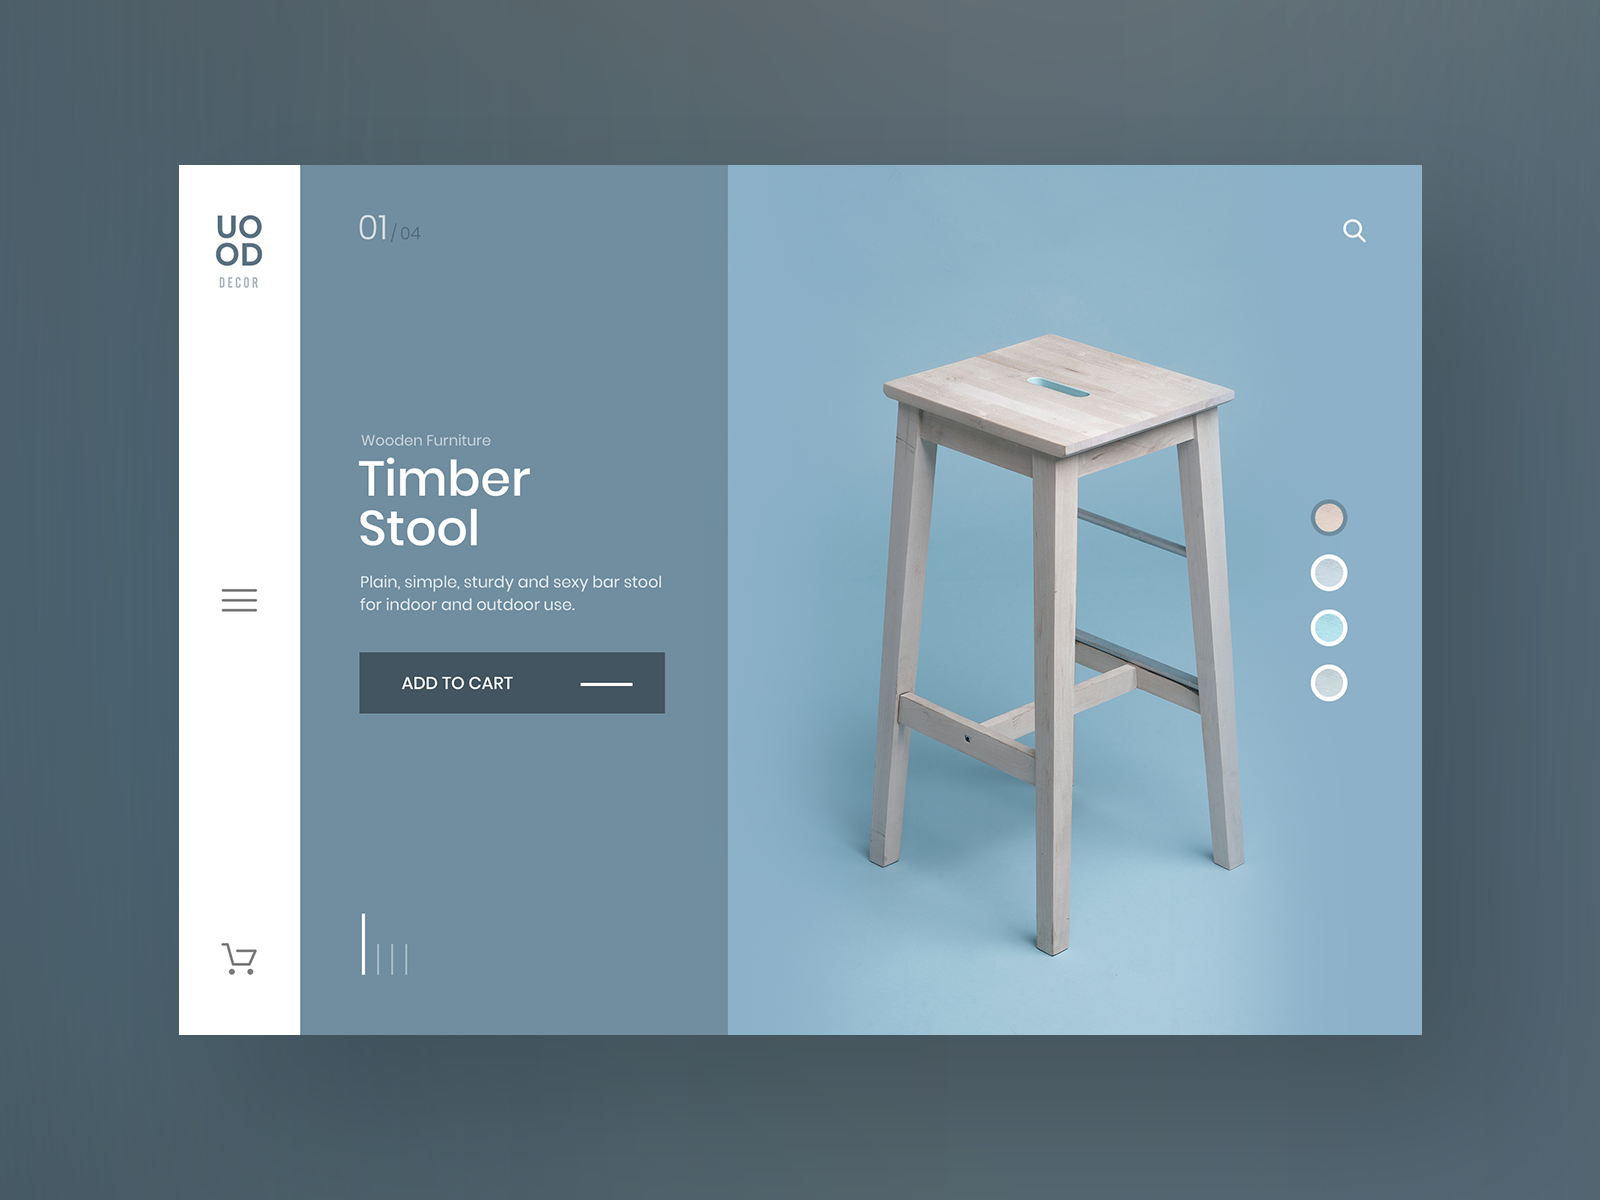 UO
OD
DECOR
01 / 04
Wooden Furniture
Timber
Stool
Plain, simple, sturdy and sexy bar stool
for indoor and outdoor use.
ADD TO CART